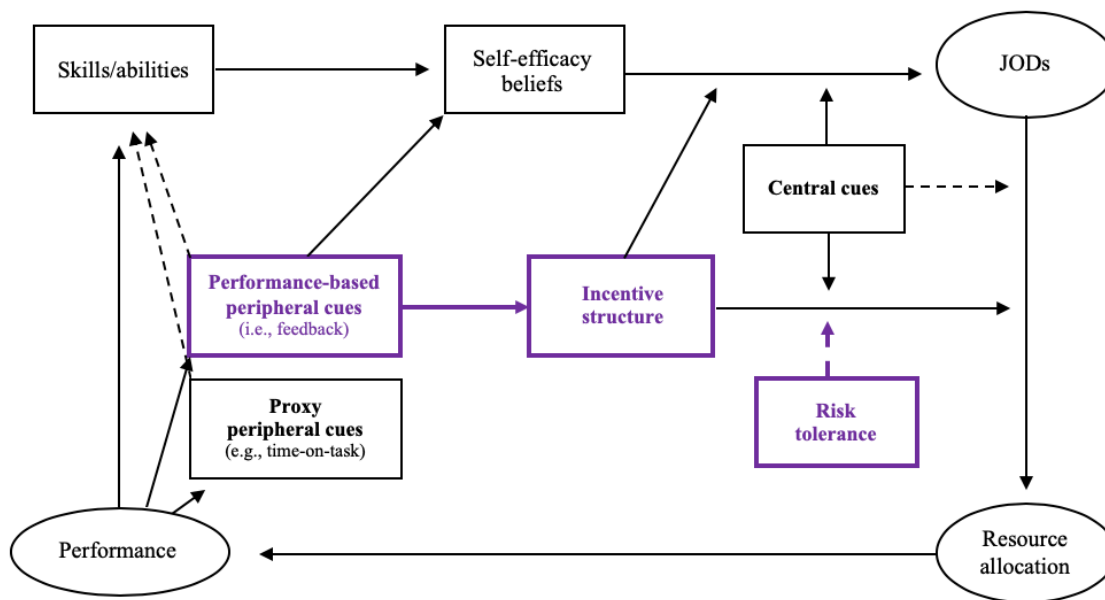 Skills/abilities
Self-efficacy
beliefs
JODs
Central cues
Performance-based
peripheral cues
(i.e., feedback)
Incentive
structure
Proxy
peripheral cues
(e.g., time-on-task)
Risk
tolerance
Performance
Resource
allocation